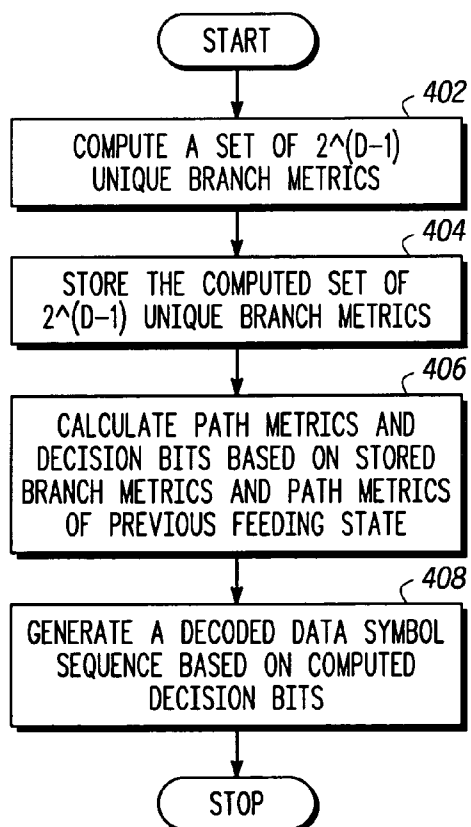 START
402
COMPUTE A SET OF 2^(D-1)
UNIQUE BRANCH METRICS
404
STORE THE COMPUTED SET OF
2^(D-1) UNIQUE BRANCH METRICS
406
CALCULATE PATH METRICS AND
DECISION BITS BASED ON STORED
BRANCH METRICS AND PATH METRICS
OF PREVIOUS FEEDING STATE
408
GENERATE A DECODED DATA SYMBOL
SEQUENCE BASED ON COMPUTED
DECISION BITS
STOP